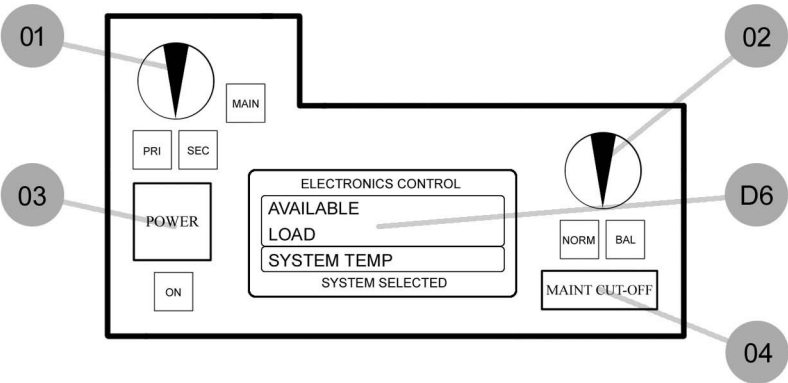 01
02
MAIN
PRI SEC
03
POWER
ON
ELECTRONICS CONTROL
AVAILABLE
LOAD
SYSTEM TEMP
SYSTEM SELECTED
D6
NORM BAL
MAINT CUT-OFF
04